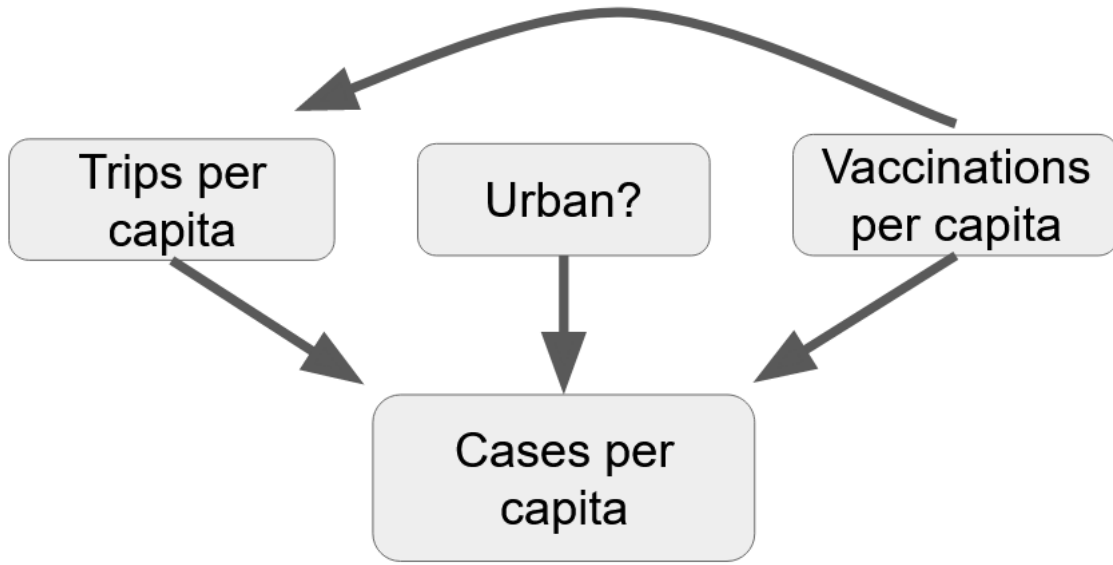 Trips per
capita
Urban?
Vaccinations
per capita
Cases per
capita